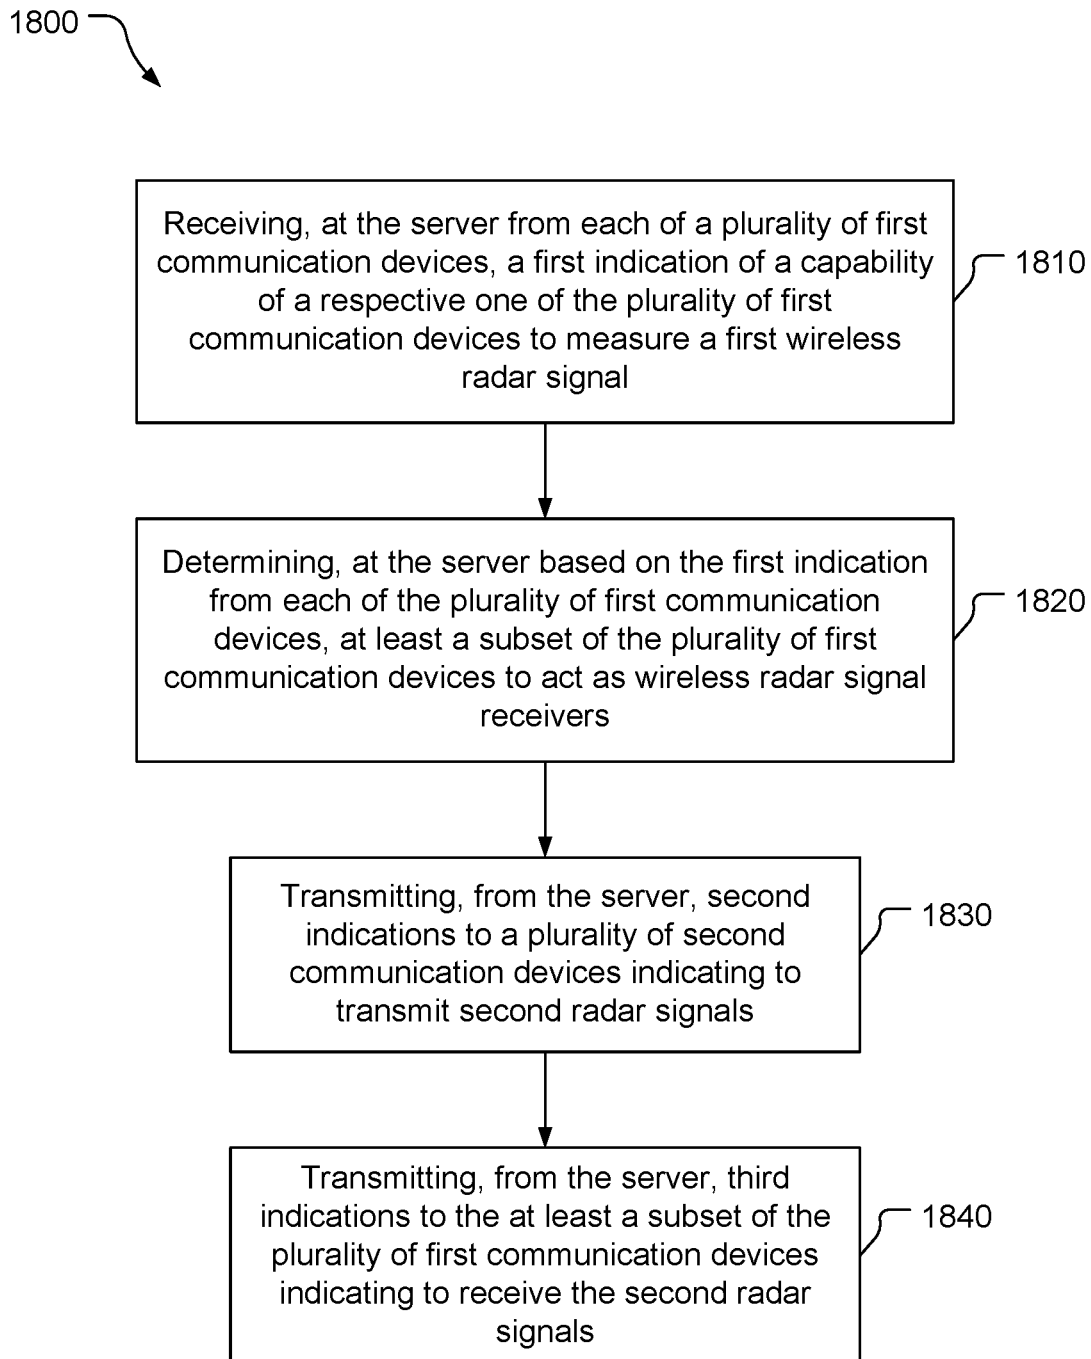 1800
Receiving, at the server from each of a plurality of first
communication devices, a first indication of a capability
of a respective one of the plurality of first
communication devices to measure a first wireless
radar signal
1810
Determining, at the server based on the first indication
from each of the plurality of first communication
devices, at least a subset of the plurality of first
communication devices to act as wireless radar signal
receivers
1820
Transmitting, from the server, second
indications to a plurality of second
communication devices indicating to
transmit second radar signals
1830
Transmitting, from the server, third
indications to the at least a subset of the
plurality of first communication devices
indicating to receive the second radar
signals
1840